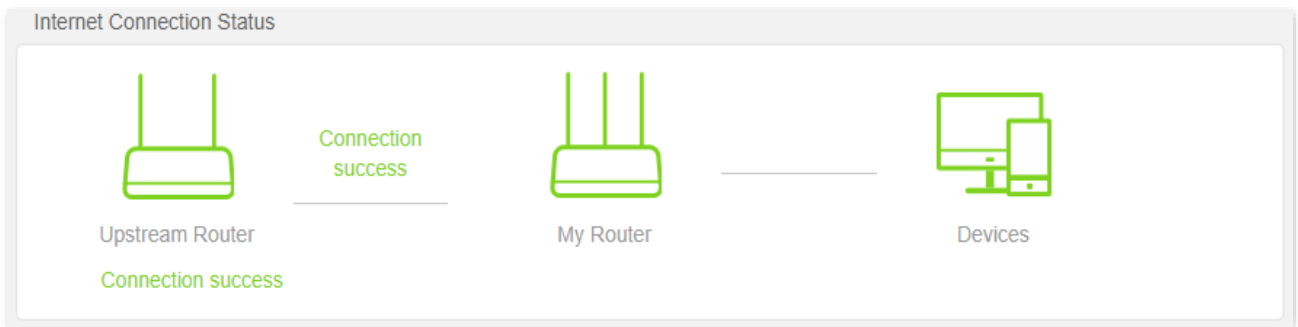 Internet Connection Status
Connection
success
Upstream Router
My Router
Devices
Connection success